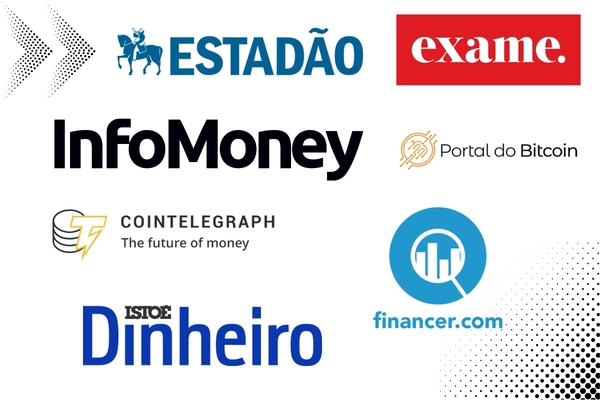 ESTADÃO
exame.
InfoMoney
Portal do Bitcoin
COINTELEGRAPH
The future of money
financer.com
ISTOÉ
Dinheiro